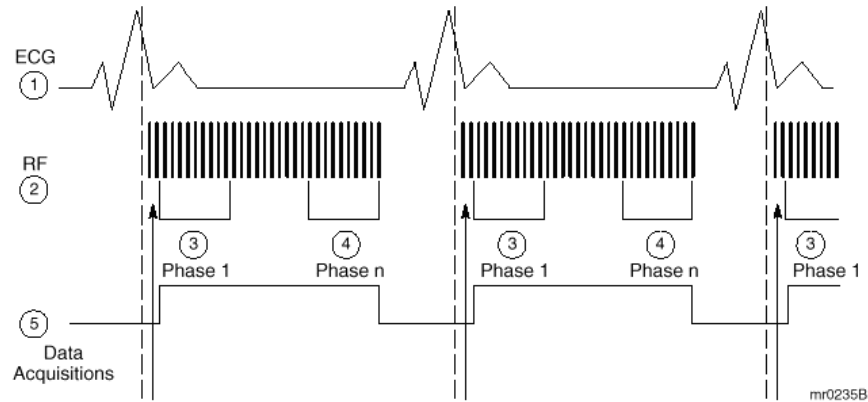 ECG
1
RF
2
3
4
3
4
3
Phase 1
Phase n
Phase 1
Phase n
Phase 1
5
Data
Acquisitions
mr0235B